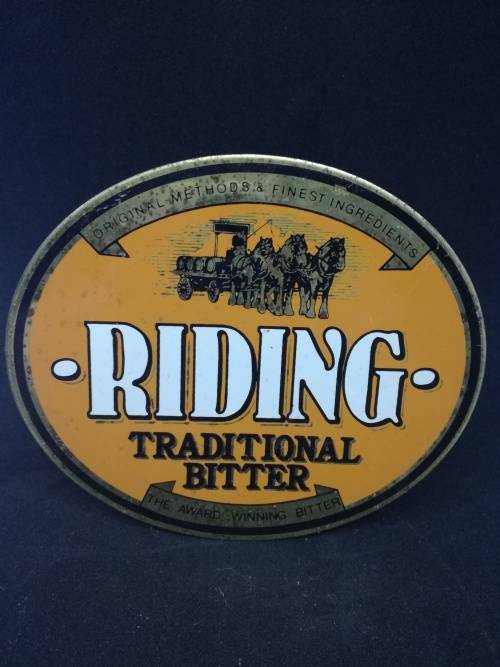 ORIGINAL METHODS & FINEST INGREDIENTS
•RIDING•
TRADITIONAL
BITTER
THE AWARD WINNING BITTER